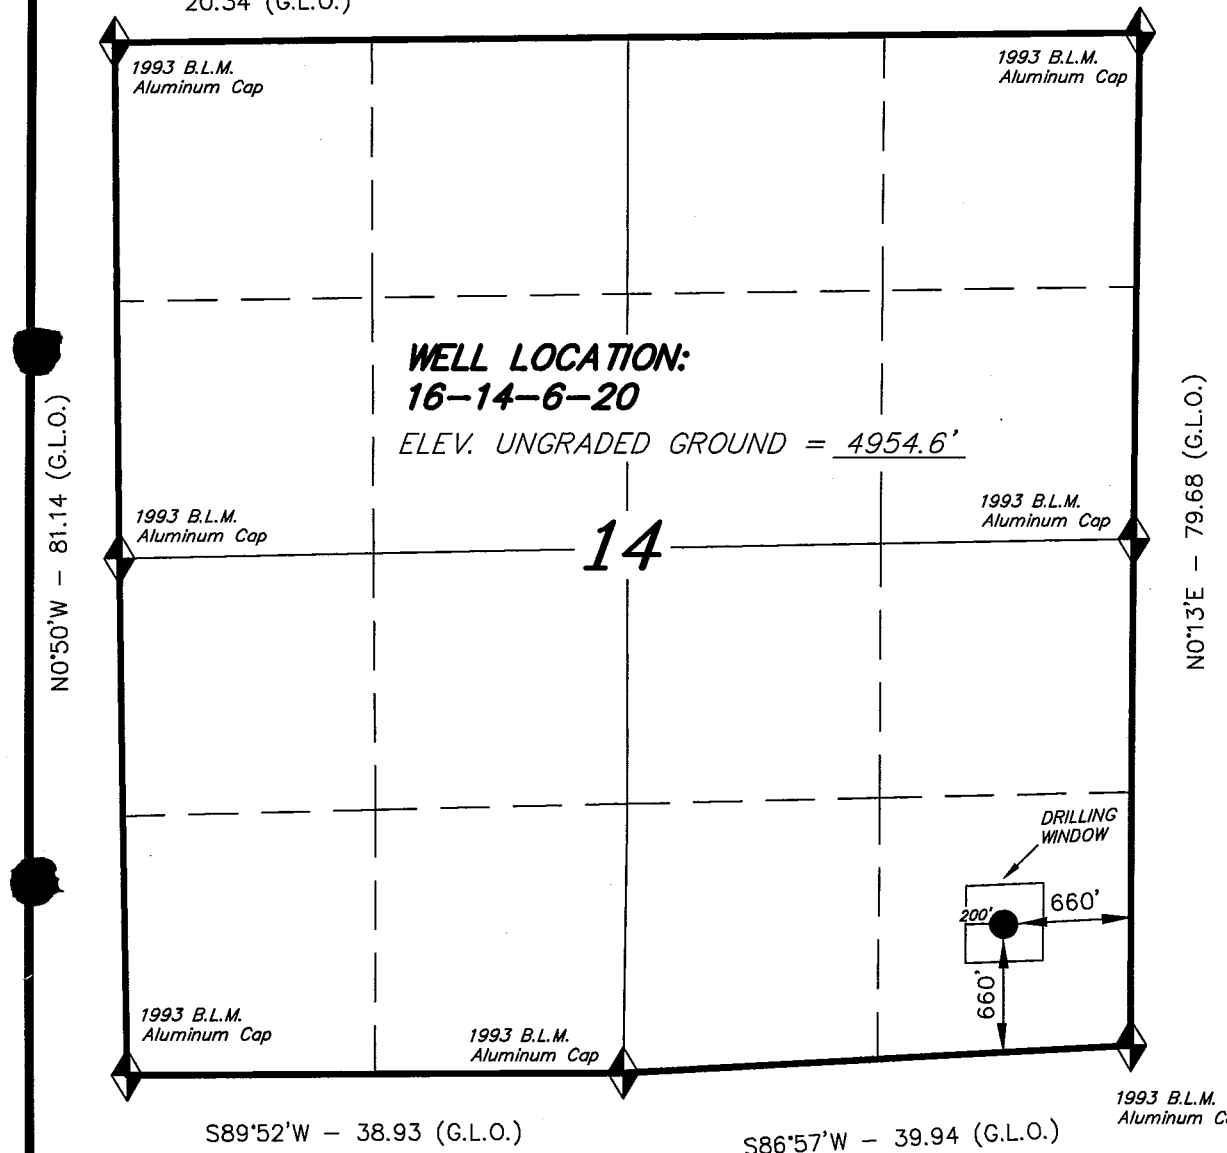 20.34 (G.L.O.)
1993 B.L.M.
Aluminum Cap
1993 B.L.M.
Aluminum Cap
WELL LOCATION:
16-14-6-20
ELEV. UNGRADED GROUND = 4954.6'
N0°50'W - 81.14 (G.L.O.)
N0°13'E - 79.68 (G.L.O.)
1993 B.L.M.
Aluminum Cap
1993 B.L.M.
Aluminum Cap
14
DRILLING
WINDOW
200'
660'
660'
1993 B.L.M.
Aluminum Cap
1993 B.L.M.
Aluminum Cap
1993 B.L.M.
Aluminum Ca
S89°52'W - 38.93 (G.L.O.)
S86°57'W - 39.94 (G.L.O.)